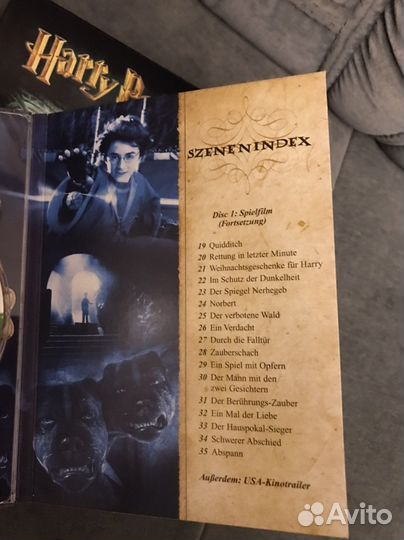 Harry P
SZENENINDEX
Disc 1: Spielfilm
(Fortsetzung)
19 Quidditch
20 Rettung in letzter Minute
21 Weihnachtsgeschenke für Harry
22 Im Schutz der Dunkelheit
23 Der Spiegel Nerhegeb
24 Norbert
25 Der verbotene Wald
26 Ein Verdacht
27 Durch die Falltür
28 Zauberschach
29 Ein Spiel mit Opfern
30 Der Mann mit den
zwei Gesichtern
31 Der Berührungs-Zauber
32 Ein Mal der Liebe
33 Der Hauspokal-Sieger
34 Schwerer Abschied
35 Abspann
Außerdem: USA-Kinotrailer
Avito